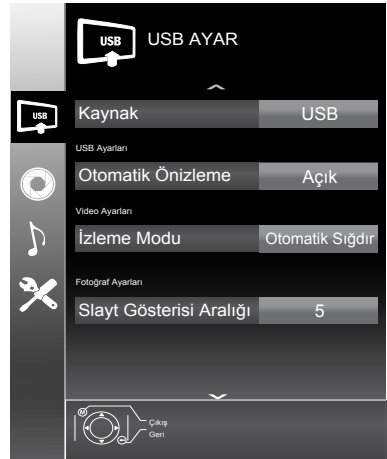 USB USB AYAR
USB
Kaynak USB
USB Ayarları
Otomatik Önizleme Açık
Video Ayarları
İzleme Modu Otomatik Sığdır
Fotoğraf Ayarları
Slayt Gösterisi Aralığı 5
M
Çıkış
Geri